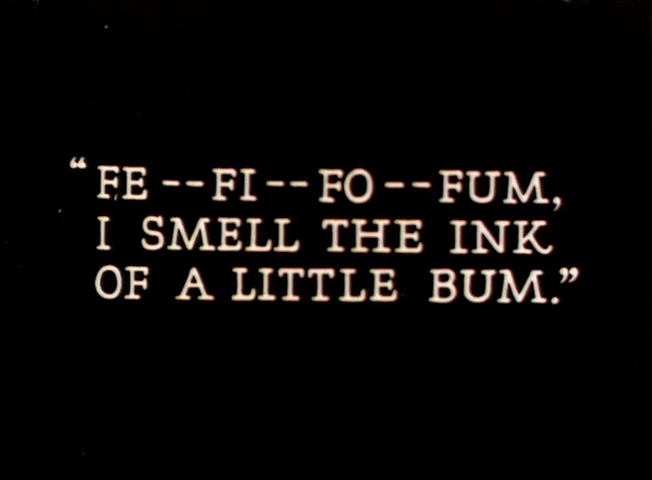 “FE--FI--FO--FUM,
I SMELL THE INK
OF A LITTLE BUM.”